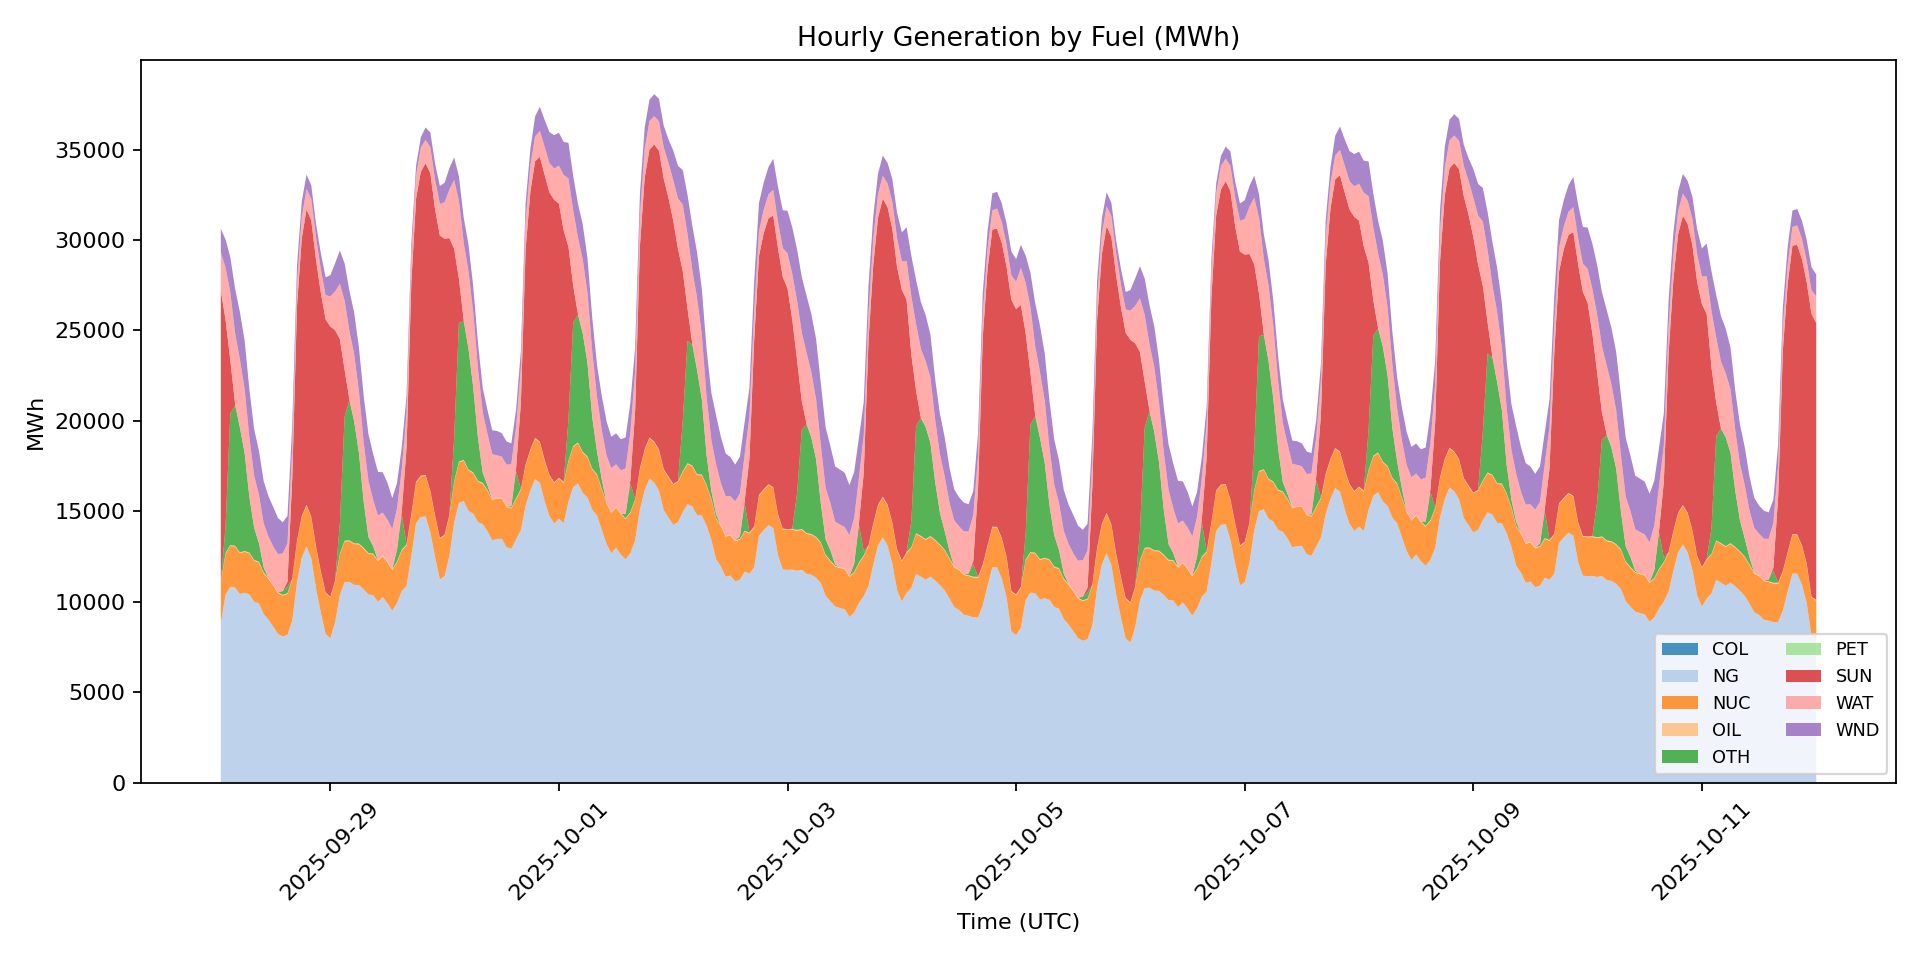 Hourly Generation by Fuel (MWh)
MWh
35000
30000
25000
20000
15000
10000
5000
0
COL
NG
NUC
OIL
OTH
PET
SUN
WAT
WND
2025-09-29
2025-10-01
2025-10-03
2025-10-05
2025-10-07
2025-10-09
2025-10-11
Time (UTC)